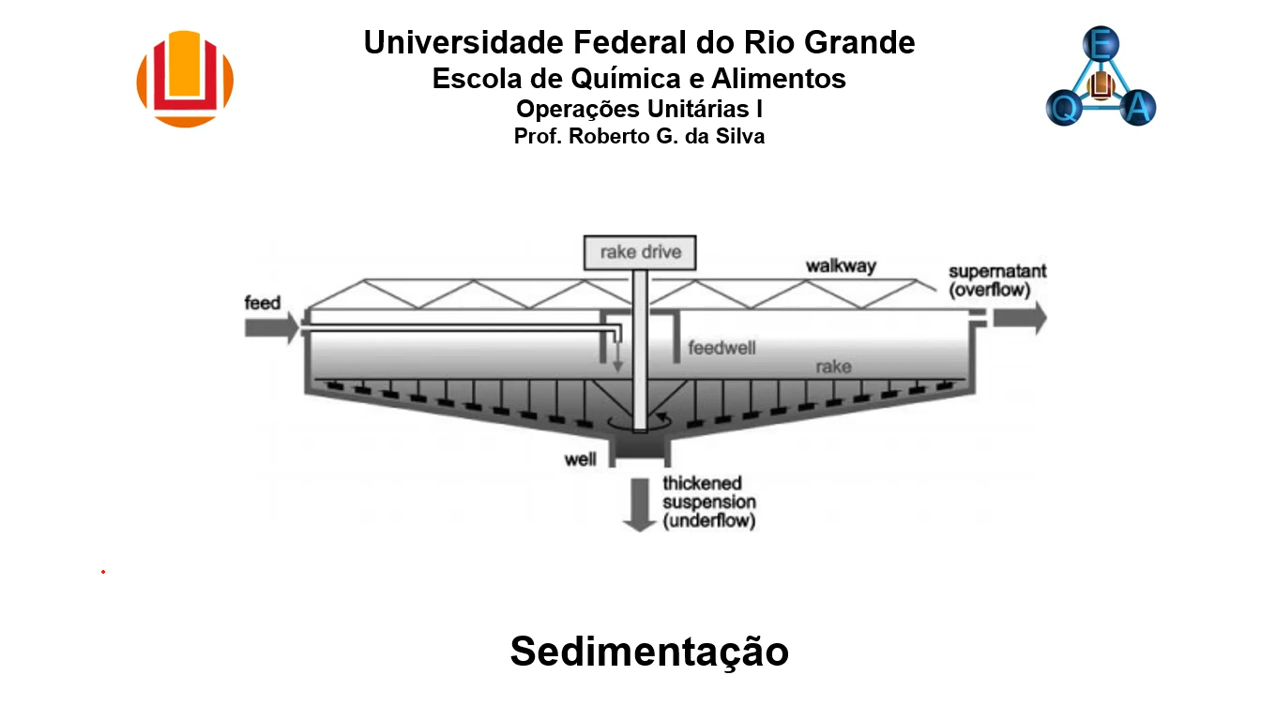 Universidade Federal do Rio Grande
Escola de Química e Alimentos
Operações Unitárias I
Prof. Roberto G. da Silva
E
Q
A
rake drive
walkway
supernatant
(overflow)
feed
feedwell
rake
well
thickened
suspension
(underflow)
Sedimentação